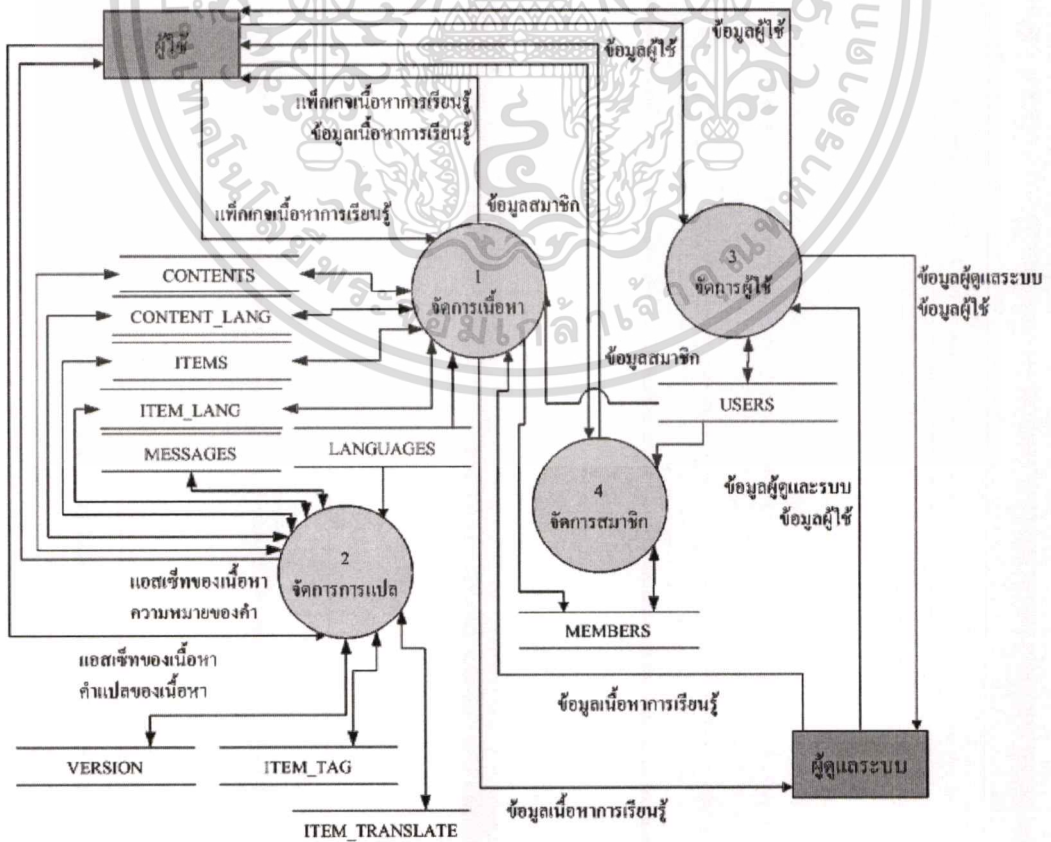 ผู้ใช้
ข้อมูลผู้ใช้
ข้อมูลผู้ใช้
แพ็กเกจเนื้อหาการเรียนรู้
ข้อมูลเนื้อหาการเรียนรู้
แพ็กเกจเนื้อหาการเรียนรู้
ข้อมูลสมาชิก
1
จัดการเนื้อหา
3
จัดการผู้ใช้
ข้อมูลผู้ดูแลระบบ
ข้อมูลผู้ใช้
CONTENTS
CONTENT_LANG
ITEMS
ITEM_LANG
MESSAGES
LANGUAGES
ข้อมูลสมาชิก
USERS
4
จัดการสมาชิก
ข้อมูลผู้ดูและรบบ
ข้อมูลผู้ใช้
2
จัดการการแปล
แอสเซ็ทของเนื้อหา
ความหมายของคำ
MEMBERS
แอสเซ็ทของเนื้อหา
คำแปลของเนื้อหา
ข้อมูลเนื้อหาการเรียนรู้
VERSION
ITEM_TAG
ผู้ดูแลระบบ
ข้อมูลเนื้อหาการเรียนรู้
ITEM_TRANSLATE